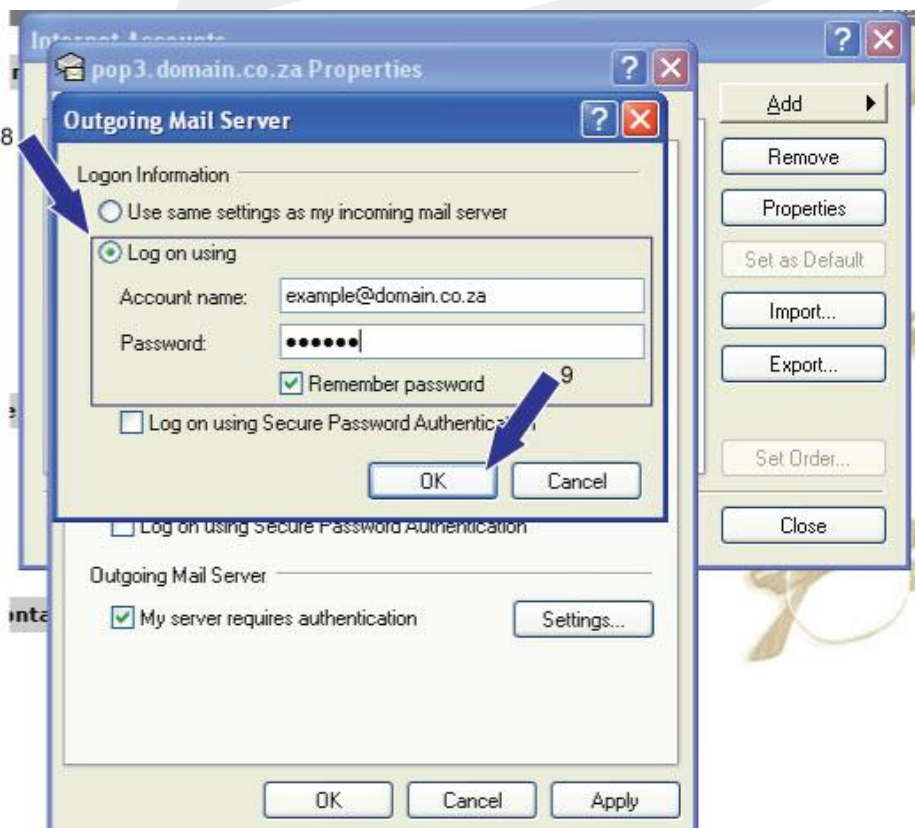 Internet Accounts
pop3.domain.co.za Properties
Outgoing Mail Server
8
Logon Information
Use same settings as my incoming mail server
Log on using
Account name: example@domain.co.za
Password: ●●●●●●
Remember password
9
Log on using Secure Password Authentication
OK Cancel
Log on using Secure Password Authentication
Outgoing Mail Server
My server requires authentication Settings...
OK Cancel Apply
Add
Remove
Properties
Set as Default
Import...
Export...
Set Order...
Close